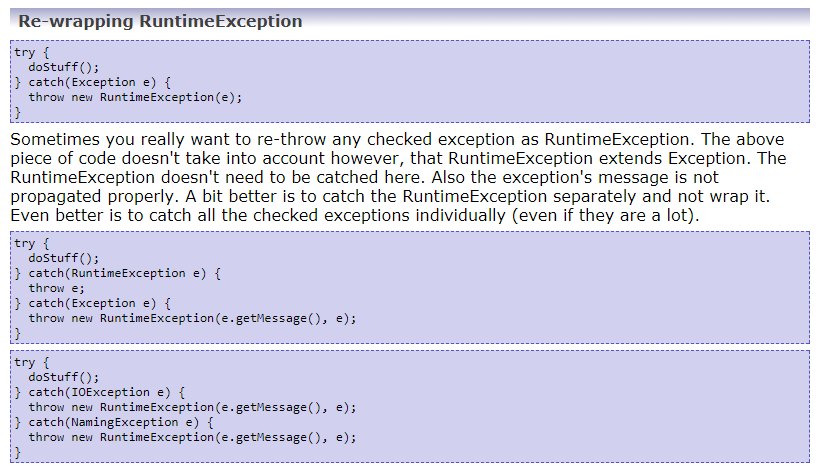 Re-wrapping RuntimeException
try {
  doStuff();
} catch(Exception e) {
  throw new RuntimeException(e);
}
Sometimes you really want to re-throw any checked exception as RuntimeException. The above
piece of code doesn't take into account however, that RuntimeException extends Exception. The
RuntimeException doesn't need to be catched here. Also the exception's message is not
propagated properly. A bit better is to catch the RuntimeException separately and not wrap it.
Even better is to catch all the checked exceptions individually (even if they are a lot).
try {
  doStuff();
} catch(RuntimeException e) {
  throw e;
} catch(Exception e) {
  throw new RuntimeException(e.getMessage(), e);
}
try {
  doStuff();
} catch(IOException e) {
  throw new RuntimeException(e.getMessage(), e);
} catch(NamingException e) {
  throw new RuntimeException(e.getMessage(), e);
}